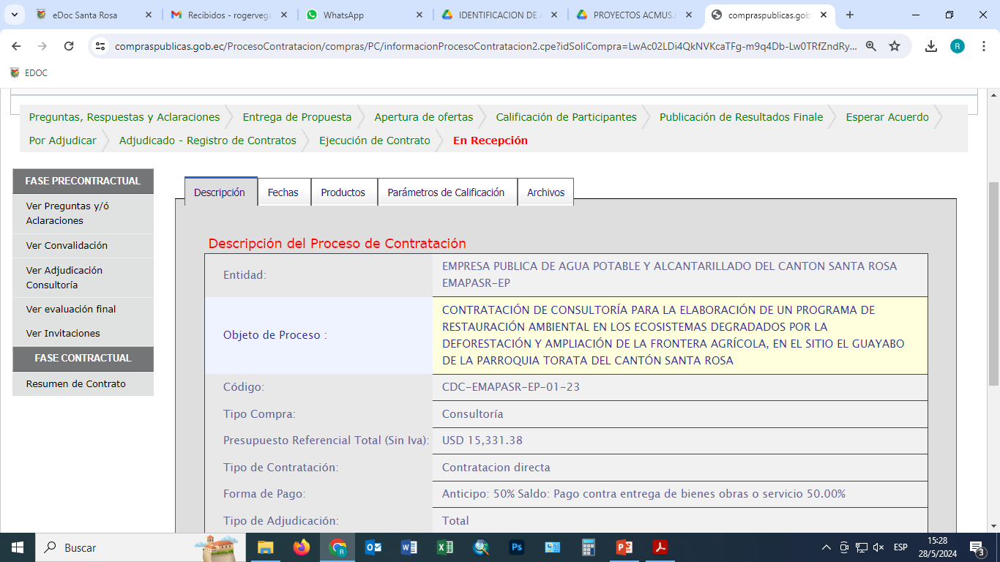 eDoc Santa Rosa
Recibidos - rogervega
WhatsApp
IDENTIFICACION DE
PROYECTOS ACMUS.
compraspublicas.gob
compraspublicas.gob.ec/ProcesoContratacion/compras/PC/informacionProcesoContratacion2.cpe?idSoliCompra=LwAc02LDi4QkNVKcaTFg-m9q4Db-Lw0TRfZndRy...
R
EDOC
Preguntas, Respuestas y Aclaraciones
Entrega de Propuesta
Apertura de ofertas
Calificación de Participantes
Publicación de Resultados Finale
Esperar Acuerdo
Por Adjudicar
Adjudicado - Registro de Contratos
Ejecución de Contrato
En Recepción
FASE PRECONTRACTUAL
Ver Preguntas y/ó
Aclaraciones
Ver Convalidación
Ver Adjudicación
Consultoría
Ver evaluación final
Ver Invitaciones
FASE CONTRACTUAL
Resumen de Contrato
Descripción
Fechas
Productos
Parámetros de Calificación
Archivos
Descripción del Proceso de Contratación
Entidad:
EMPRESA PUBLICA DE AGUA POTABLE Y ALCANTARILLADO DEL CANTON SANTA ROSA
EMAPASR-EP
Objeto de Proceso :
CONTRATACIÓN DE CONSULTORÍA PARA LA ELABORACIÓN DE UN PROGRAMA DE
RESTAURACIÓN AMBIENTAL EN LOS ECOSISTEMAS DEGRADADOS POR LA
DEFORESTACIÓN Y AMPLIACIÓN DE LA FRONTERA AGRÍCOLA, EN EL SITIO EL GUAYABO
DE LA PARROQUIA TORATA DEL CANTÓN SANTA ROSA
Código:
CDC-EMAPASR-EP-01-23
Tipo Compra:
Consultoría
Presupuesto Referencial Total (Sin Iva):
USD 15,331.38
Tipo de Contratación:
Contratacion directa
Forma de Pago:
Anticipo: 50% Saldo: Pago contra entrega de bienes obras o servicio 50.00%
Tipo de Adjudicación:
Total
Buscar
ESP
15:28
28/5/2024
3